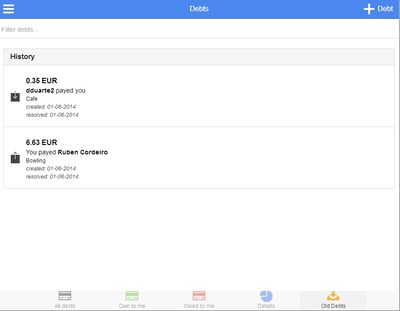 Debts
Debt
Filter debts...
History
0.35 EUR
dduarte2 payed you
Cafe
created: 01-06-2014
resolved: 01-06-2014
6.63 EUR
You payed Ruben Cordeiro
Bowling
created: 01-06-2014
resolved: 01-06-2014
All debts
Own to me
Owed to me
Details
Old Debts